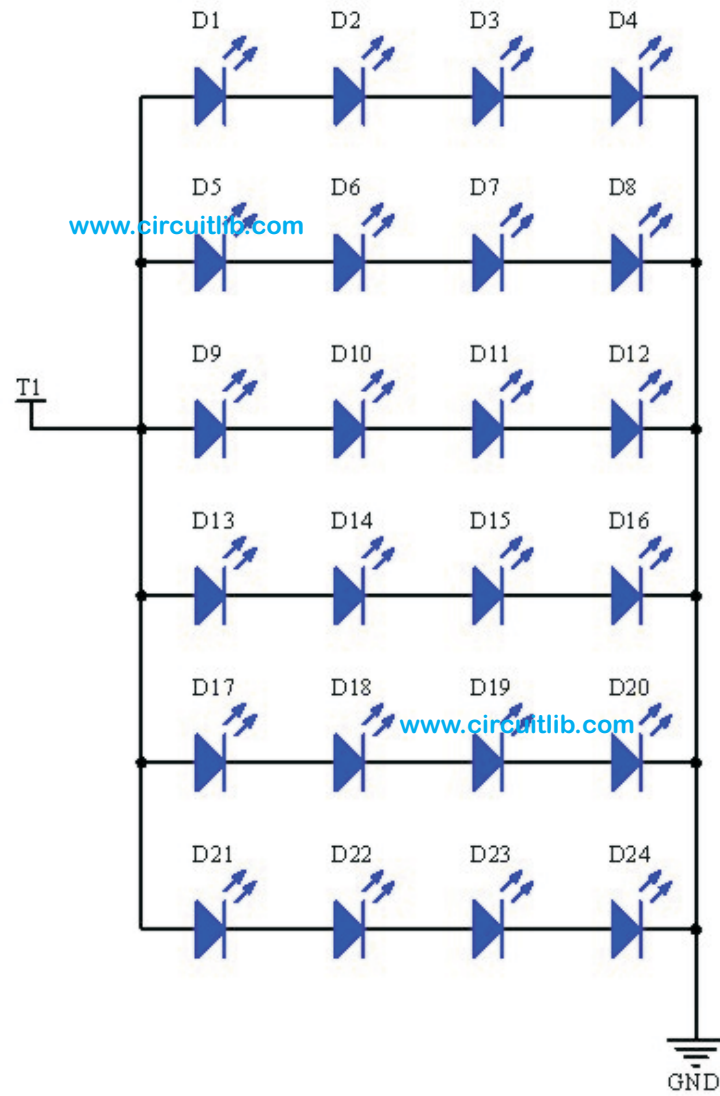 D1 D2 D3 D4
D5 D6 D7 D8
www.circuitlib.com
D9 D10 D11 D12
T1
D13 D14 D15 D16
D17 D18 D19 D20
www.circuitlib.com
D21 D22 D23 D24
GND